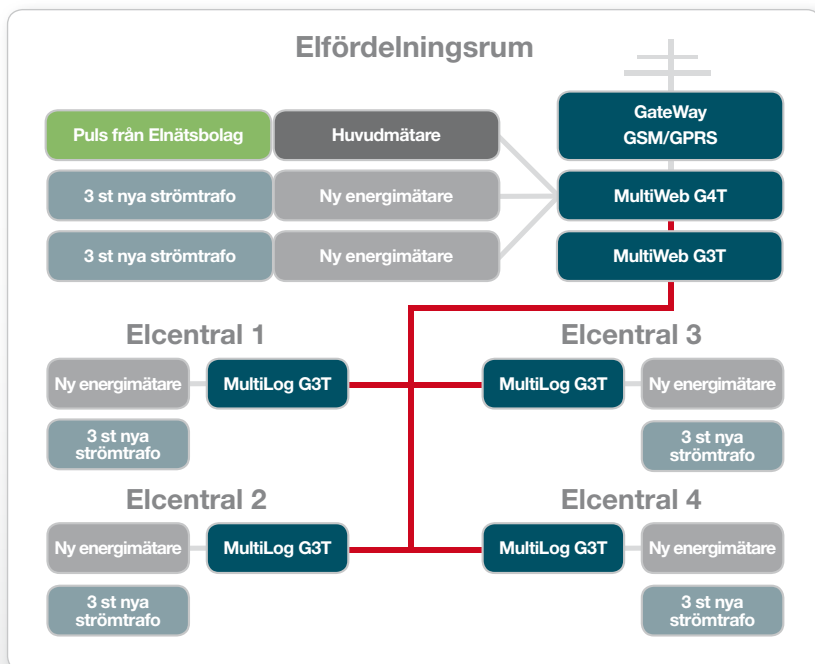 Elfördelningsrum
Puls från Elnätsbolag
Huvudmätare
GateWay
GSM/GPRS
3 st nya strömtrafo
Ny energimätare
MultiWeb G4T
3 st nya strömtrafo
Ny energimätare
MultiWeb G3T
Elcentral 1
Elcentral 3
Ny energimätare
MultiLog G3T
MultiLog G3T
Ny energimätare
3 st nya
strömtrafo
3 st nya
strömtrafo
Elcentral 2
Elcentral 4
Ny energimätare
MultiLog G3T
MultiLog G3T
Ny energimätare
3 st nya
strömtrafo
3 st nya
strömtrafo